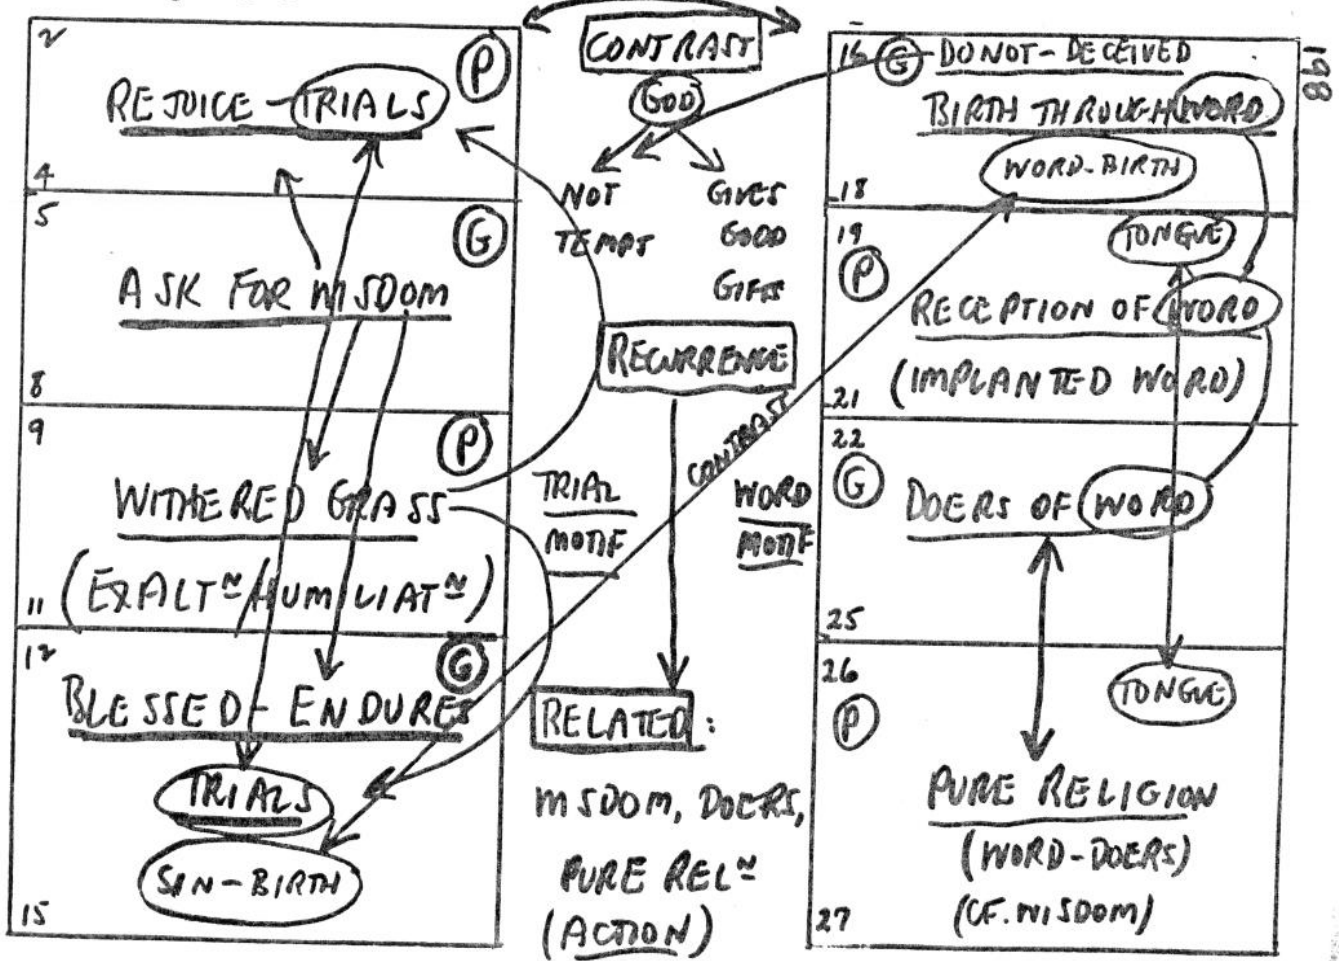 2
P
REJOICE - TRIALS
4
5
G
ASK FOR WISDOM
8
9
P
WITHERED GRASS
(EXALTⁿ/HUMILIATⁿ)
11
12
G
BLESSED - ENDURES
TRIALS
SIN-BIRTH
15
CONTRAST
GOD
NOT
TEMPT
GIVES
GOOD
GIFTS
RECURRENCE
CONTRAST
TRIAL
MOTIF
WORD
MOTIF
RELATED:
WISDOM, DOERS,
PURE RELⁿ
(ACTION)
16 G DO NOT-DECEIVED
BIRTH THROUGH WORD
WORD-BIRTH
18
19
TONGUE
P
RECEPTION OF WORD
(IMPLANTED WORD)
21
22
G
DOERS OF WORD
25
26
TONGUE
P
PURE RELIGION
(WORD-DOERS)
(CF. WISDOM)
27
198